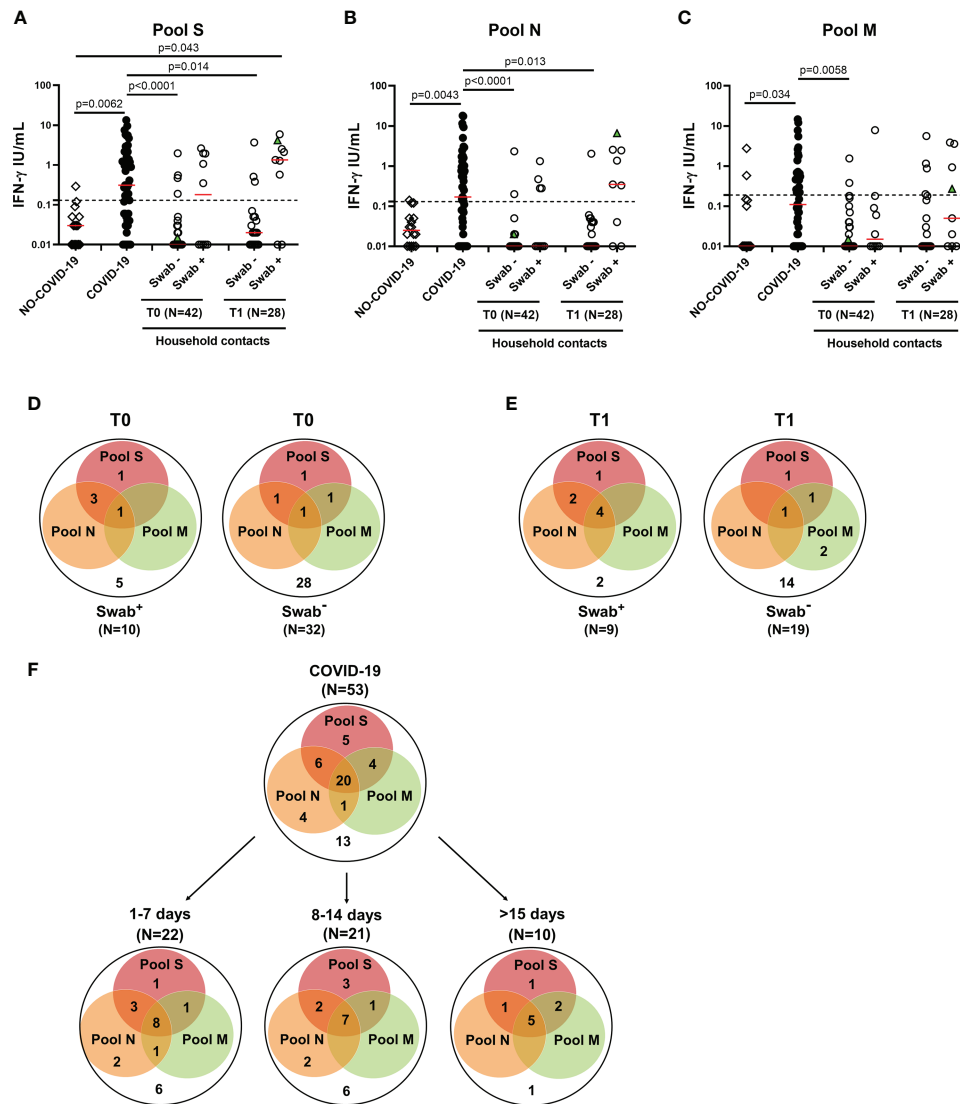 A
Pool S
p=0.043
p=0.014
p<0.0001
p=0.0062
IFN-γ IU/mL
100
10
1
0.1
0.01
NO-COVID-19
COVID-19
Swab -
Swab +
Swab -
Swab +
T0 (N=42)
T1 (N=28)
Household contacts
B
Pool N
p=0.013
p<0.0001
p=0.0043
IFN-γ IU/mL
100
10
1
0.1
0.01
NO-COVID-19
COVID-19
Swab -
Swab +
Swab -
Swab +
T0 (N=42)
T1 (N=28)
Household contacts
C
Pool M
p=0.0058
p=0.034
IFN-γ IU/mL
100
10
1
0.1
0.01
NO-COVID-19
COVID-19
Swab -
Swab +
Swab -
Swab +
T0 (N=42)
T1 (N=28)
Household contacts
D
T0
Pool S
1
3
1
Pool N
Pool M
5
Swab+
(N=10)
T0
Pool S
1
1
1
1
Pool N
Pool M
28
Swab-
(N=32)
E
T1
Pool S
1
2
4
Pool N
Pool M
2
Swab+
(N=9)
T1
Pool S
1
1
1
Pool N
Pool M
2
14
Swab-
(N=19)
F
COVID-19
(N=53)
Pool S
5
6
4
20
Pool N
Pool M
4
1
13
1-7 days
(N=22)
Pool S
1
3
1
8
Pool N
Pool M
2
1
6
8-14 days
(N=21)
Pool S
3
2
1
7
Pool N
Pool M
2
6
>15 days
(N=10)
Pool S
1
1
2
5
Pool N
Pool M
1